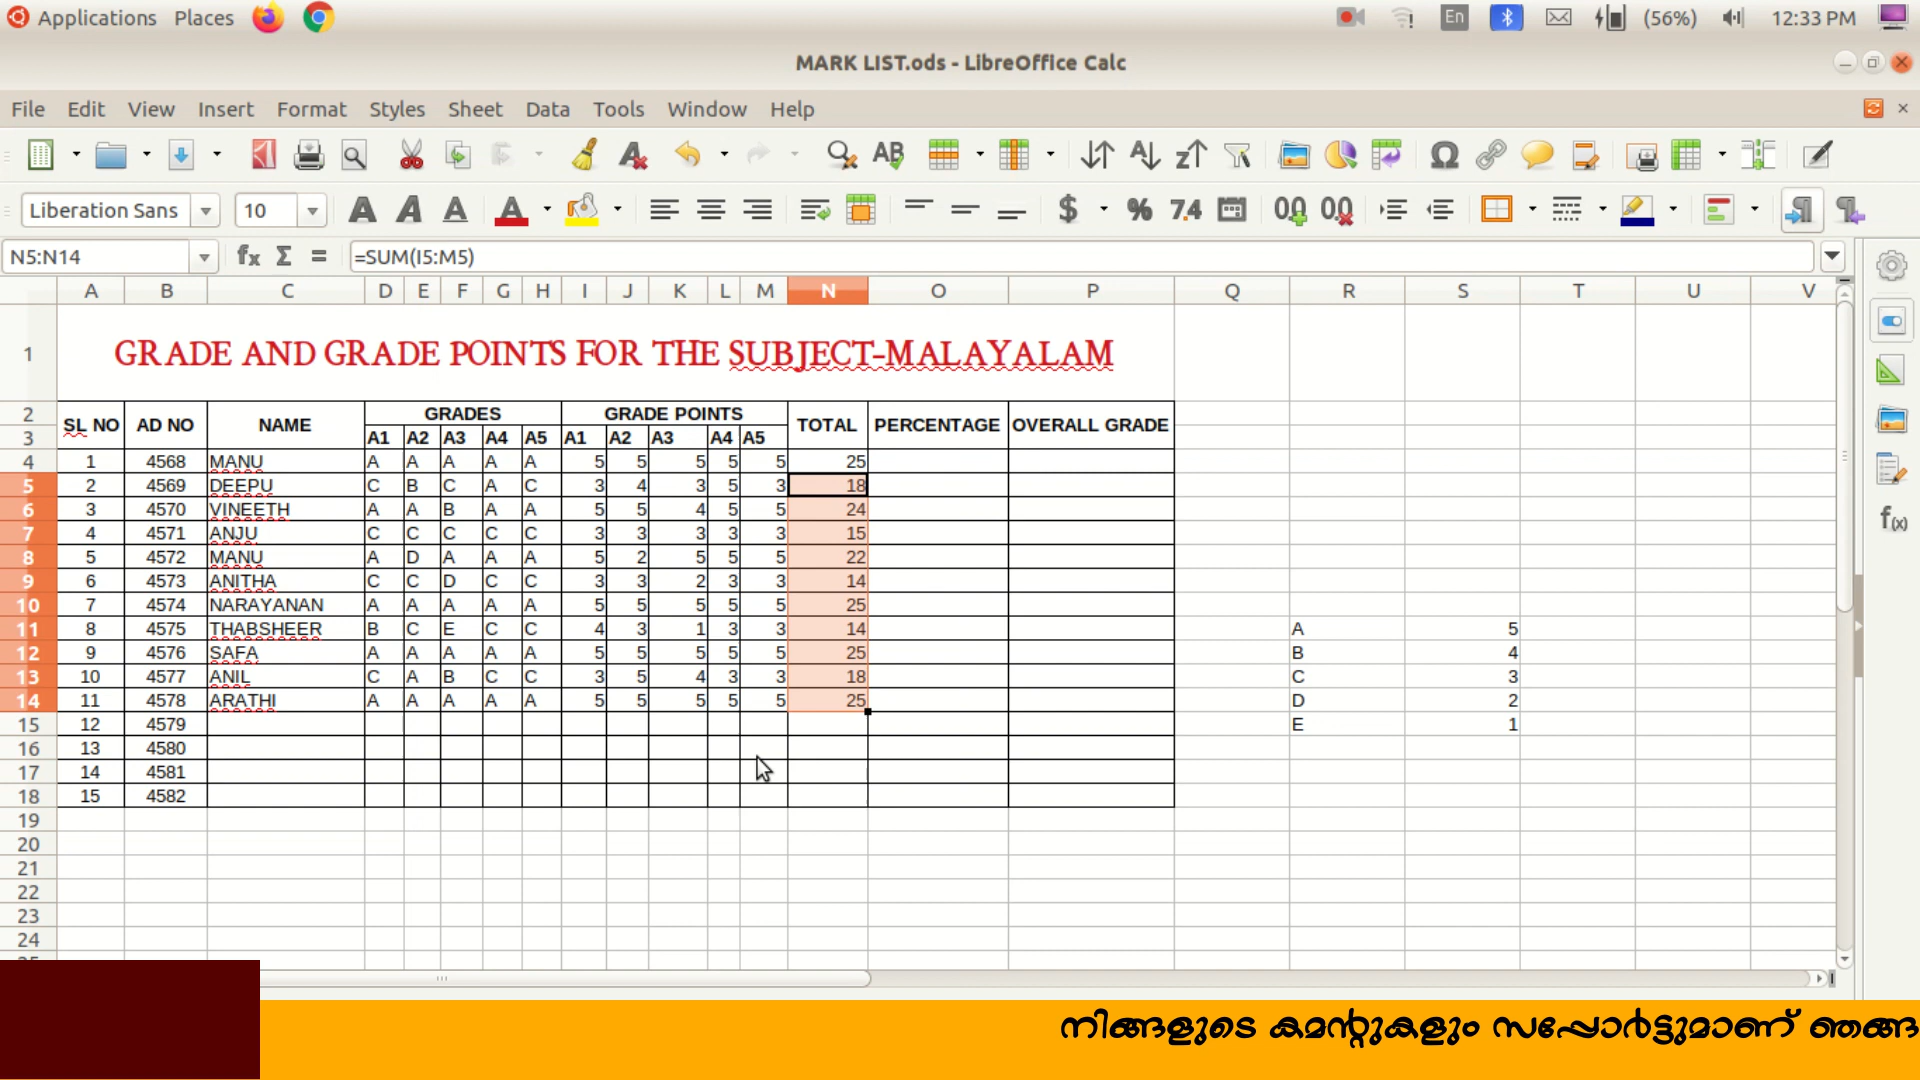 Applications Places En (56%) 12:33 PM
MARK LIST.ods - LibreOffice Calc
File Edit View Insert Format Styles Sheet Data Tools Window Help
Liberation Sans 10
N5:N14 =SUM(I5:M5)
A B C D E F G H I J K L M N O P Q R S T U V
1 GRADE AND GRADE POINTS FOR THE SUBJECT-MALAYALAM
2 SL NO AD NO NAME GRADES GRADE POINTS TOTAL PERCENTAGE OVERALL GRADE
3 A1 A2 A3 A4 A5 A1 A2 A3 A4 A5
4 1 4568 MANU A A A A A 5 5 5 5 5 25
5 2 4569 DEEPU C B C A C 3 4 3 5 3 18
6 3 4570 VINEETH A A B A A 5 5 4 5 5 24
7 4 4571 ANJU C C C C C 3 3 3 3 3 15
8 5 4572 MANU A D A A A 5 2 5 5 5 22
9 6 4573 ANITHA C C D C C 3 3 2 3 3 14
10 7 4574 NARAYANAN A A A A A 5 5 5 5 5 25
11 8 4575 THABSHEER B C E C C 4 3 1 3 3 14 A 5
12 9 4576 SAFA A A A A A 5 5 5 5 5 25 B 4
13 10 4577 ANIL C A B C C 3 5 4 3 3 18 C 3
14 11 4578 ARATHI A A A A A 5 5 5 5 5 25 D 2
15 12 4579 E 1
16 13 4580
17 14 4581
18 15 4582
19
20
21
22
23
24
നിങ്ങളുടെ കമന്റുകളും സപ്പോർട്ടുമാണ് ഞങ്ങ